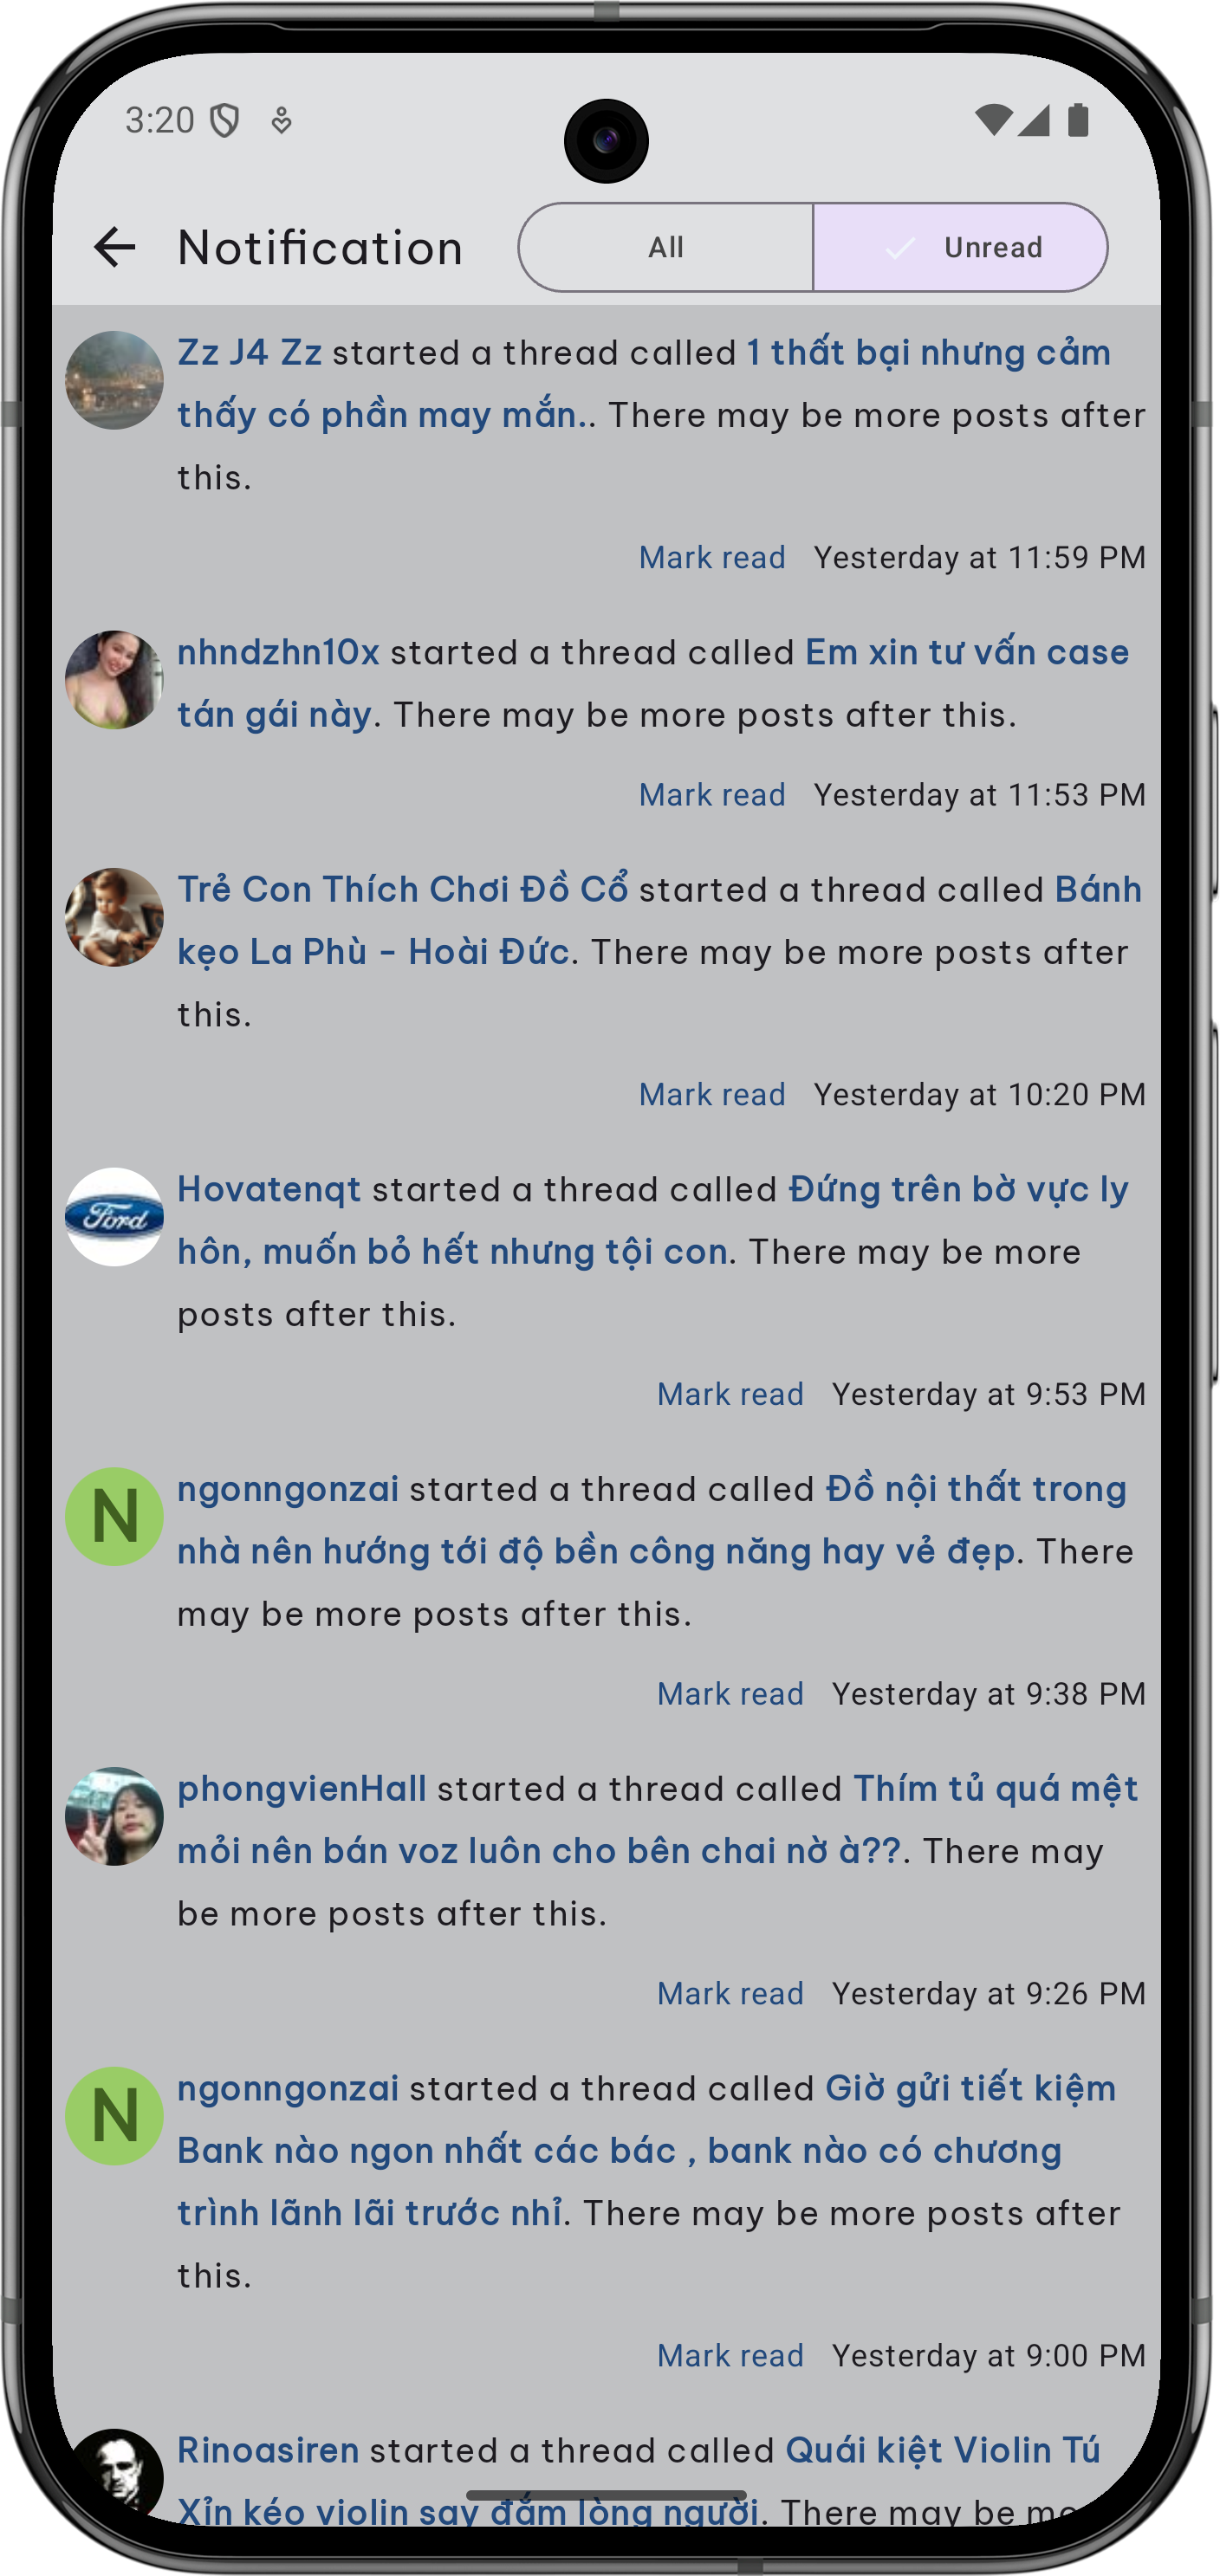 3:20
Notification
All
Unread
Zz J4 Zz started a thread called 1 thất bại nhưng cảm
thấy có phần may mắn.. There may be more posts after
this.
Mark read Yesterday at 11:59 PM
nhndzhn10x started a thread called Em xin tư vấn case
tán gái này. There may be more posts after this.
Mark read Yesterday at 11:53 PM
Trẻ Con Thích Chơi Đồ Cổ started a thread called Bánh
kẹo La Phù - Hoài Đức. There may be more posts after
this.
Mark read Yesterday at 10:20 PM
Ford
Hovatenqt started a thread called Đứng trên bờ vực ly
hôn, muốn bỏ hết nhưng tội con. There may be more
posts after this.
Mark read Yesterday at 9:53 PM
N
ngonngonzai started a thread called Đồ nội thất trong
nhà nên hướng tới độ bền công năng hay vẻ đẹp. There
may be more posts after this.
Mark read Yesterday at 9:38 PM
phongvienHall started a thread called Thím tủ quá mệt
mỏi nên bán voz luôn cho bên chai nờ à??. There may
be more posts after this.
Mark read Yesterday at 9:26 PM
N
ngonngonzai started a thread called Giờ gửi tiết kiệm
Bank nào ngon nhất các bác , bank nào có chương
trình lãnh lãi trước nhỉ. There may be more posts after
this.
Mark read Yesterday at 9:00 PM
Rinoasiren started a thread called Quái kiệt Violin Tú
Xỉn kéo violin say đắm lòng người. There may be